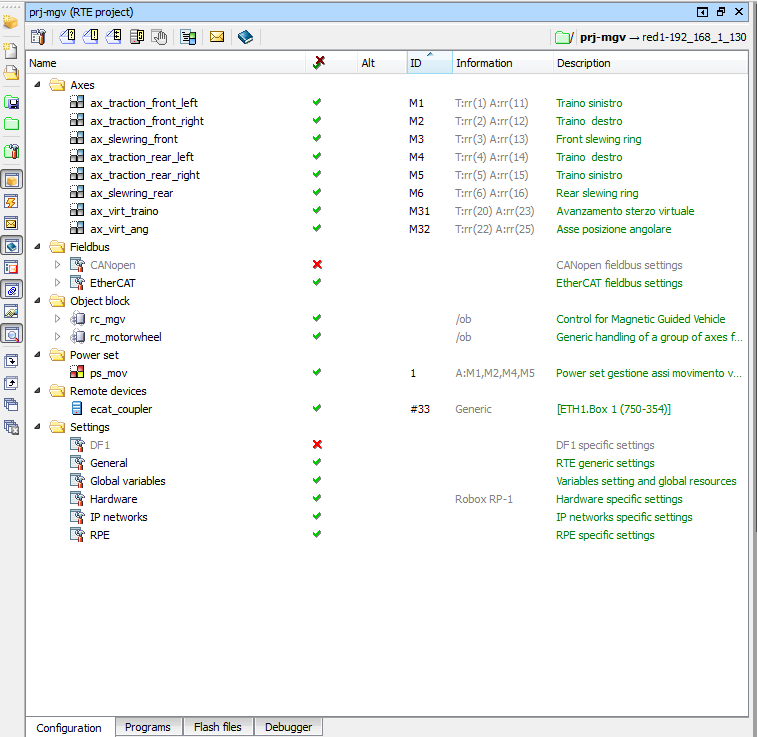 prj-mgv (RTE project)
prj-mgv → red1-192_168_1_130
Name Alt ID Information Description
Axes
ax_traction_front_left M1 T:rr(1) A:rr(11) Traino sinistro
ax_traction_front_right M2 T:rr(2) A:rr(12) Traino destro
ax_slewring_front M3 T:rr(3) A:rr(13) Front slewing ring
ax_traction_rear_left M4 T:rr(4) A:rr(14) Traino destro
ax_traction_rear_right M5 T:rr(5) A:rr(15) Traino sinistro
ax_slewring_rear M6 T:rr(6) A:rr(16) Rear slewing ring
ax_virt_traino M31 T:rr(20) A:rr(23) Avanzamento sterzo virtuale
ax_virt_ang M32 T:rr(22) A:rr(25) Asse posizione angolare
Fieldbus
CANopen CANopen fieldbus settings
EtherCAT EtherCAT fieldbus settings
Object block
rc_mgv /ob Control for Magnetic Guided Vehicle
rc_motorwheel /ob Generic handling of a group of axes f...
Power set
ps_mov 1 A:M1,M2,M4,M5 Power set gestione assi movimento v...
Remote devices
ecat_coupler #33 Generic [ETH1.Box 1 (750-354)]
Settings
DF1 DF1 specific settings
General RTE generic settings
Global variables Variables setting and global resources
Hardware Robox RP-1 Hardware specific settings
IP networks IP networks specific settings
RPE RPE specific settings
Configuration Programs Flash files Debugger